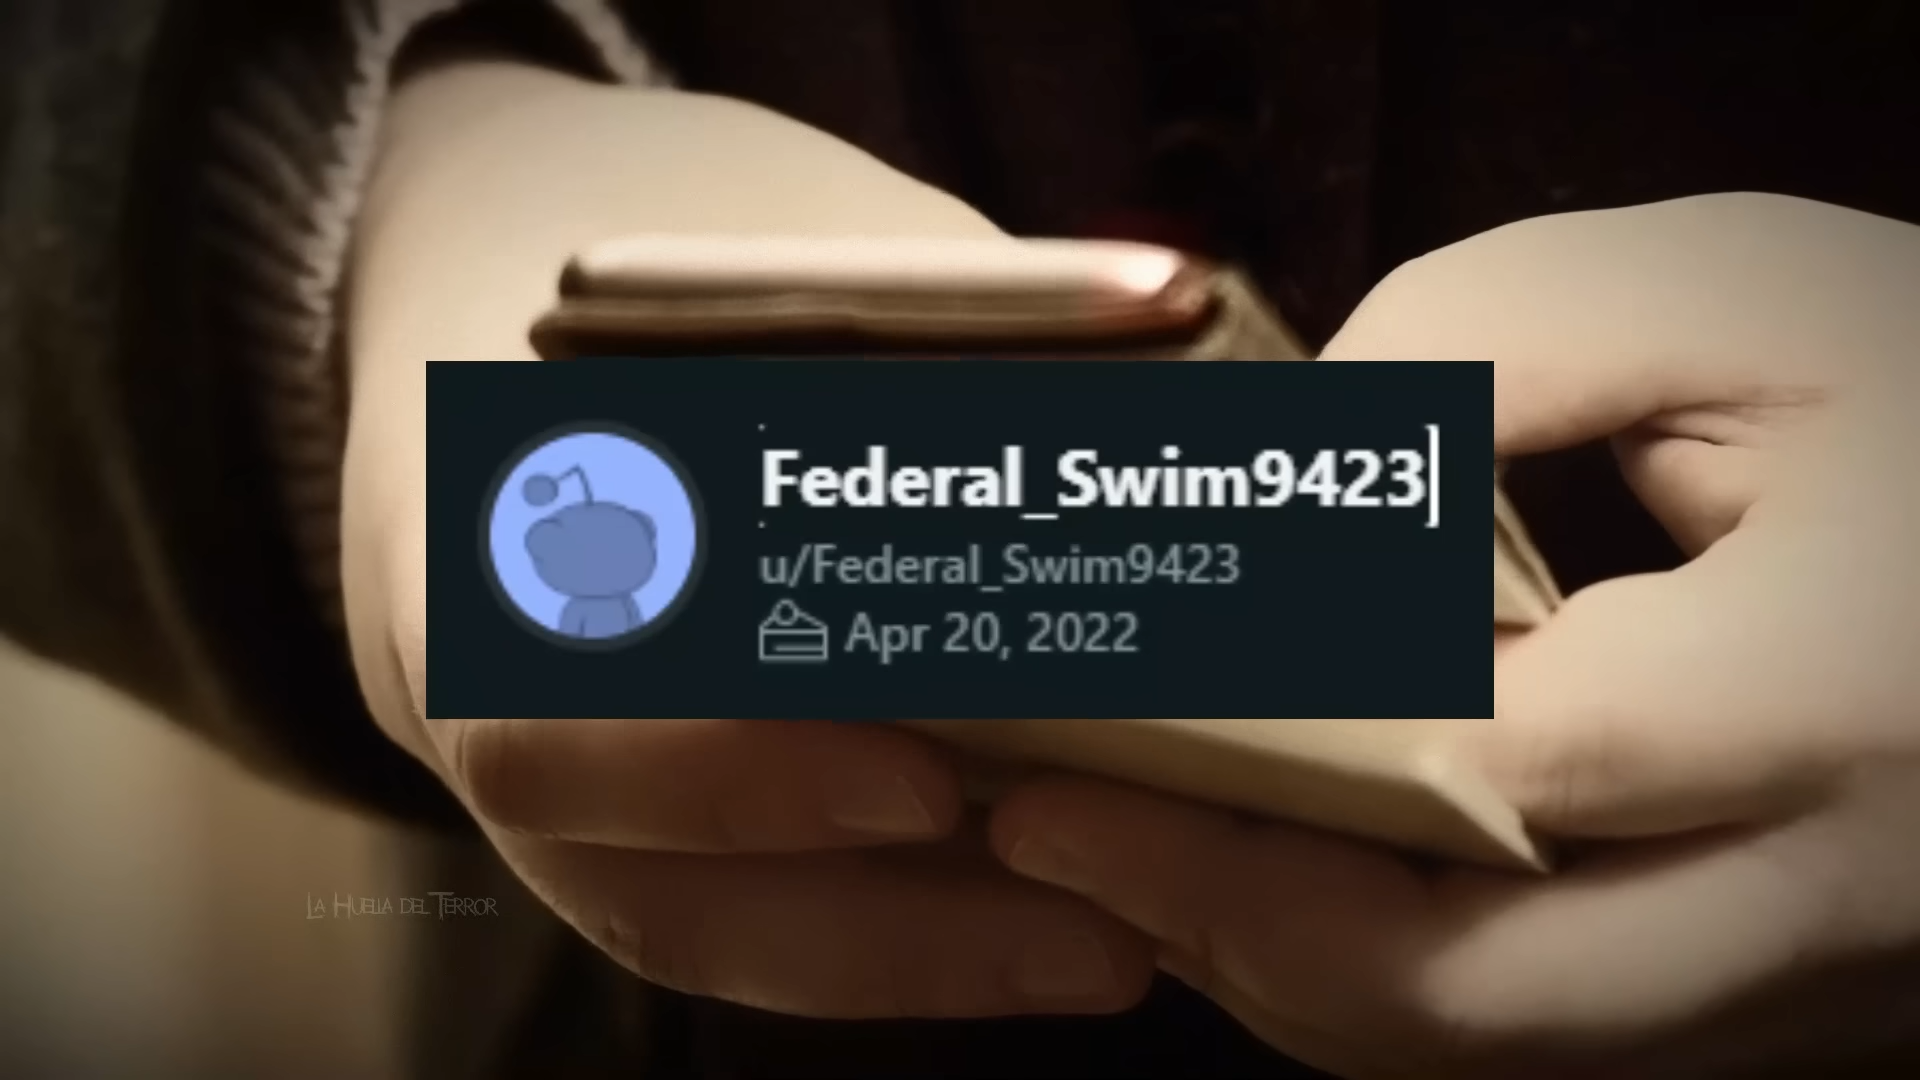 Federal_Swim9423
u/Federal_Swim9423
Apr 20, 2022
La Huella del Terror